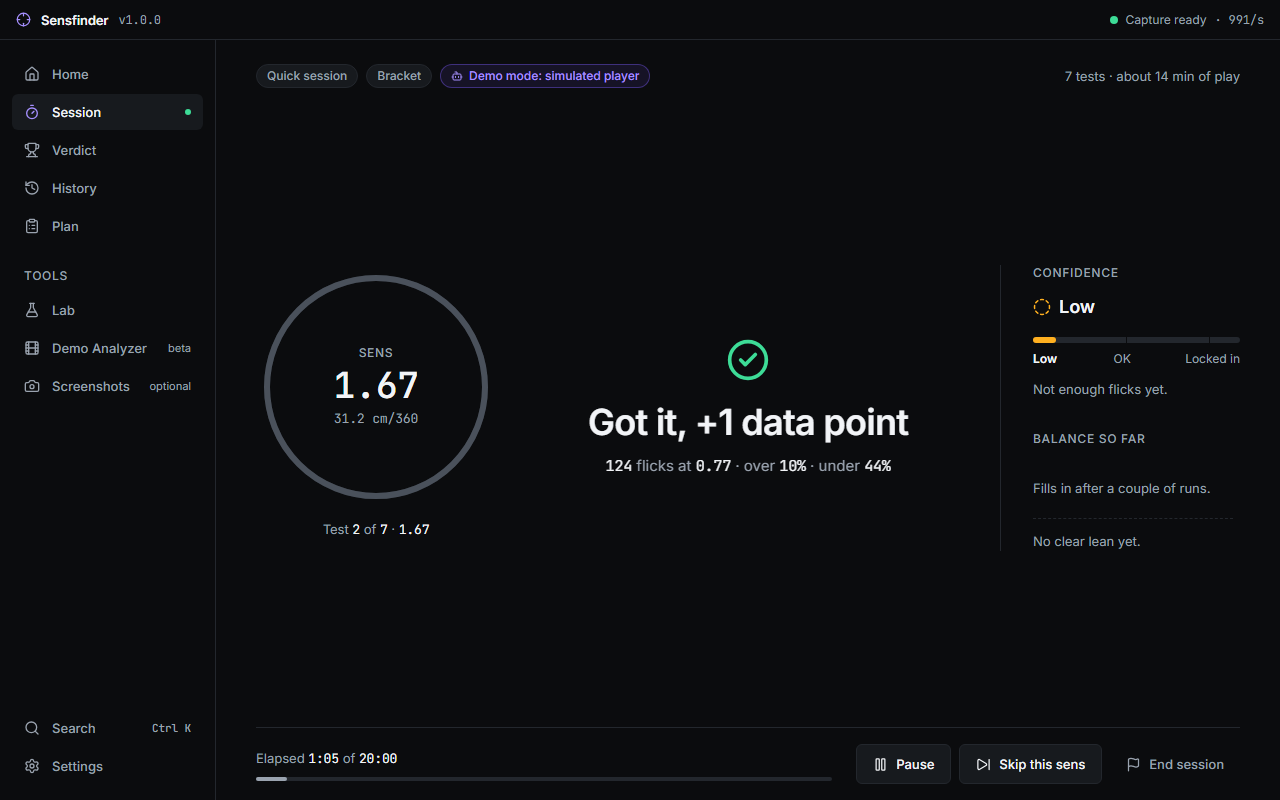 Sensfinder v1.0.0
Capture ready · 991/s
Home
Session
Verdict
History
Plan
TOOLS
Lab
Demo Analyzer beta
Screenshots optional
Search Ctrl K
Settings
Quick session
Bracket
Demo mode: simulated player
7 tests · about 14 min of play
SENS
1.67
31.2 cm/360
Test 2 of 7 · 1.67
Got it, +1 data point
124 flicks at 0.77 · over 10% · under 44%
CONFIDENCE
Low
Low OK Locked in
Not enough flicks yet.
BALANCE SO FAR
Fills in after a couple of runs.
No clear lean yet.
Elapsed 1:05 of 20:00
Pause
Skip this sens
End session